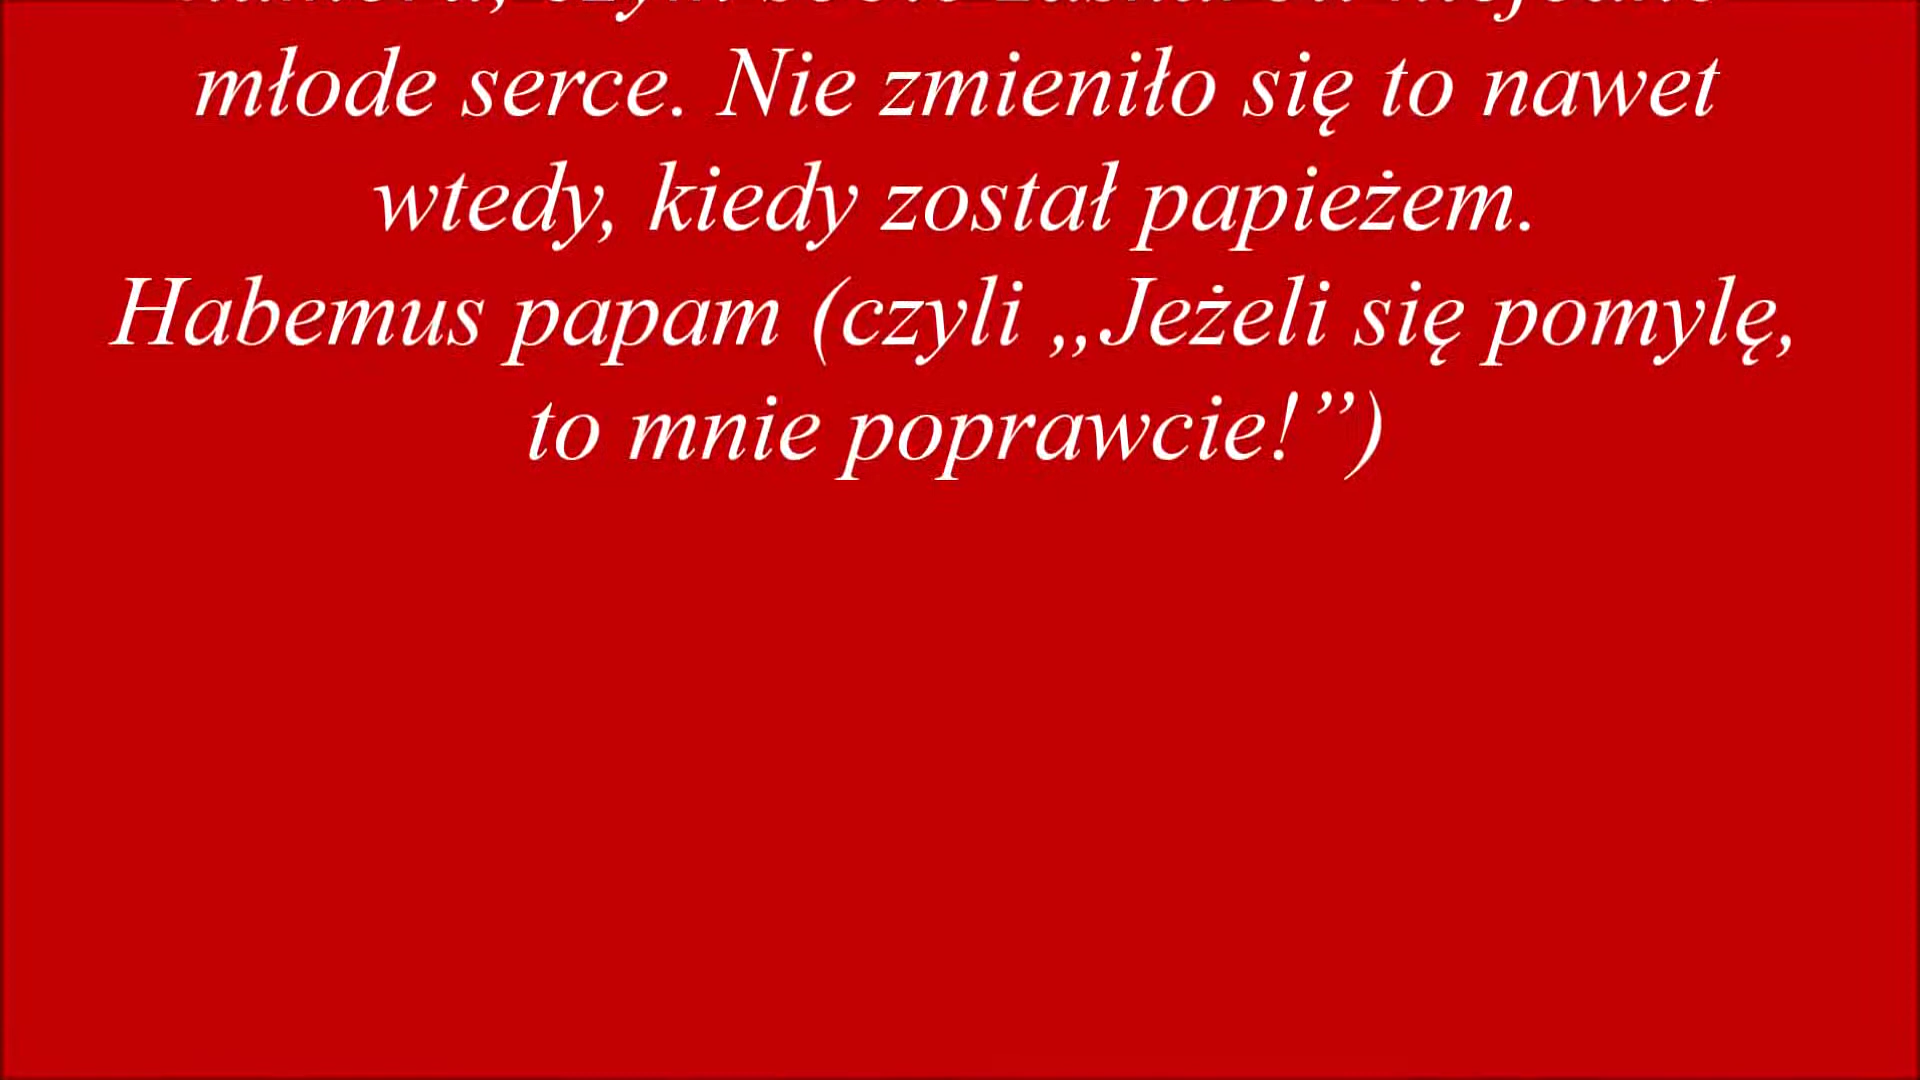 młode serce. Nie zmieniło się to nawet
wtedy, kiedy został papieżem.
Habemus papam (czyli ,,Jeżeli się pomylę,
to mnie poprawcie!”)